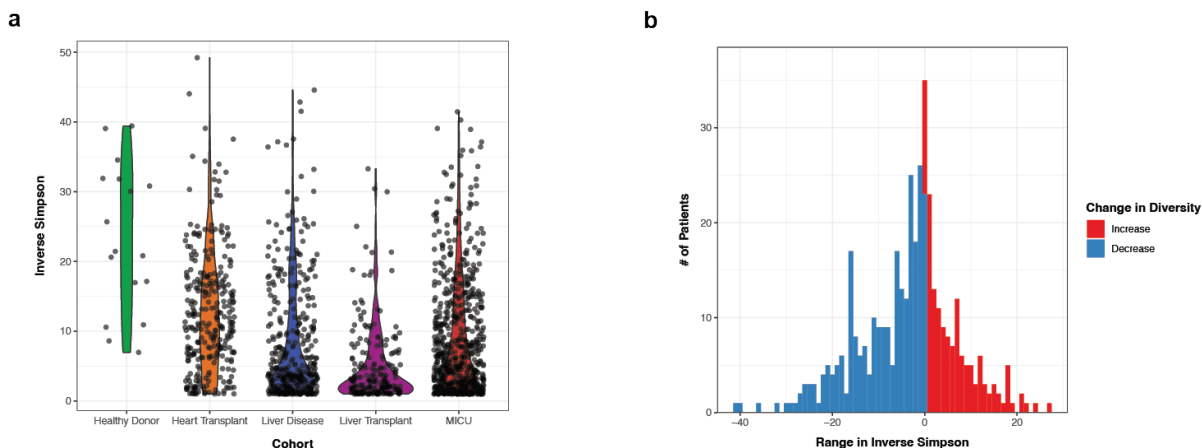 a
Inverse Simpson
50
40
30
20
10
0
Healthy Donor
Heart Transplant
Liver Disease
Liver Transplant
MICU
Cohort
b
# of Patients
30
20
10
0
−40
−20
0
20
Range in Inverse Simpson
Change in Diversity
Increase
Decrease